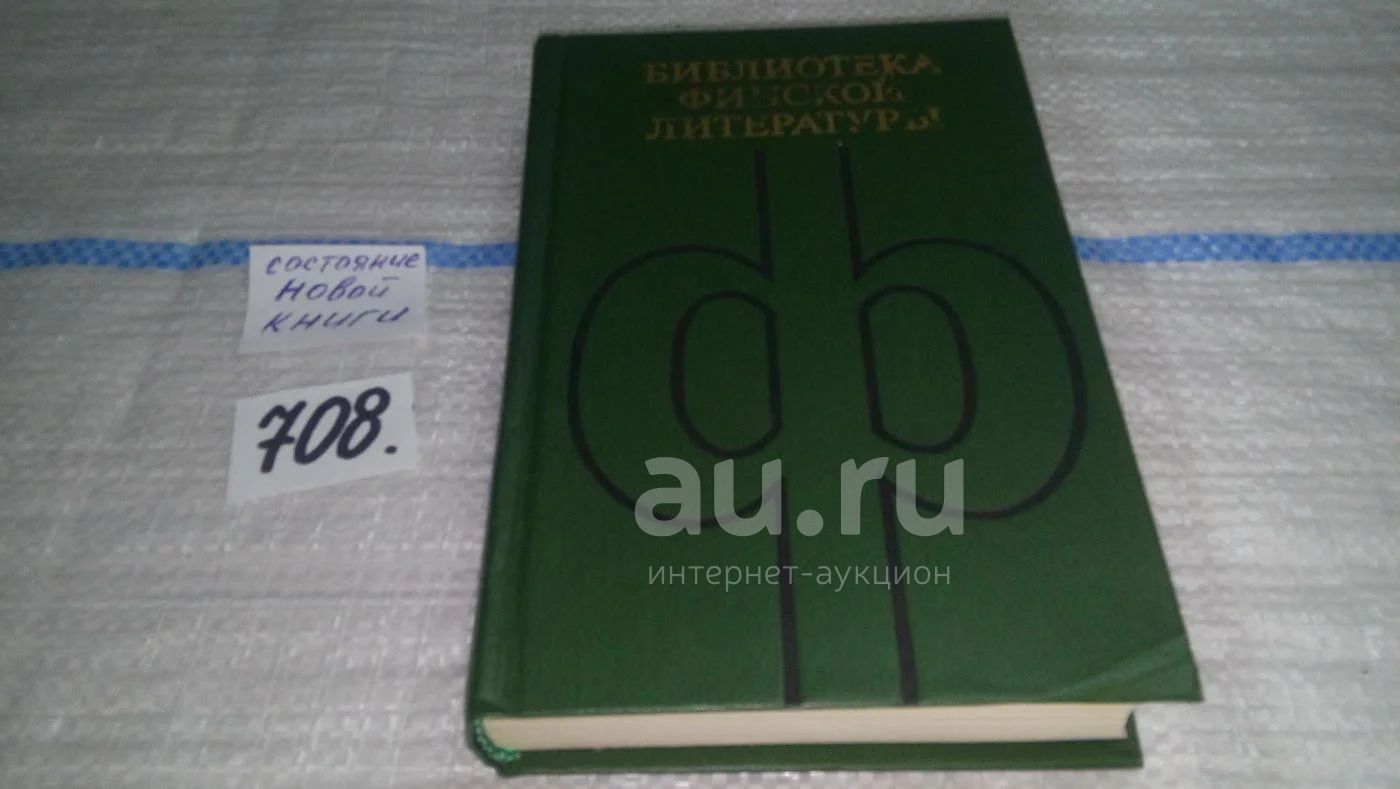 БИБЛИОТЕКА
ФИНСКОЙ
ЛИТЕРАТУРЫ
состояние
новой
книги
708.
au.ru
интернет-аукцион